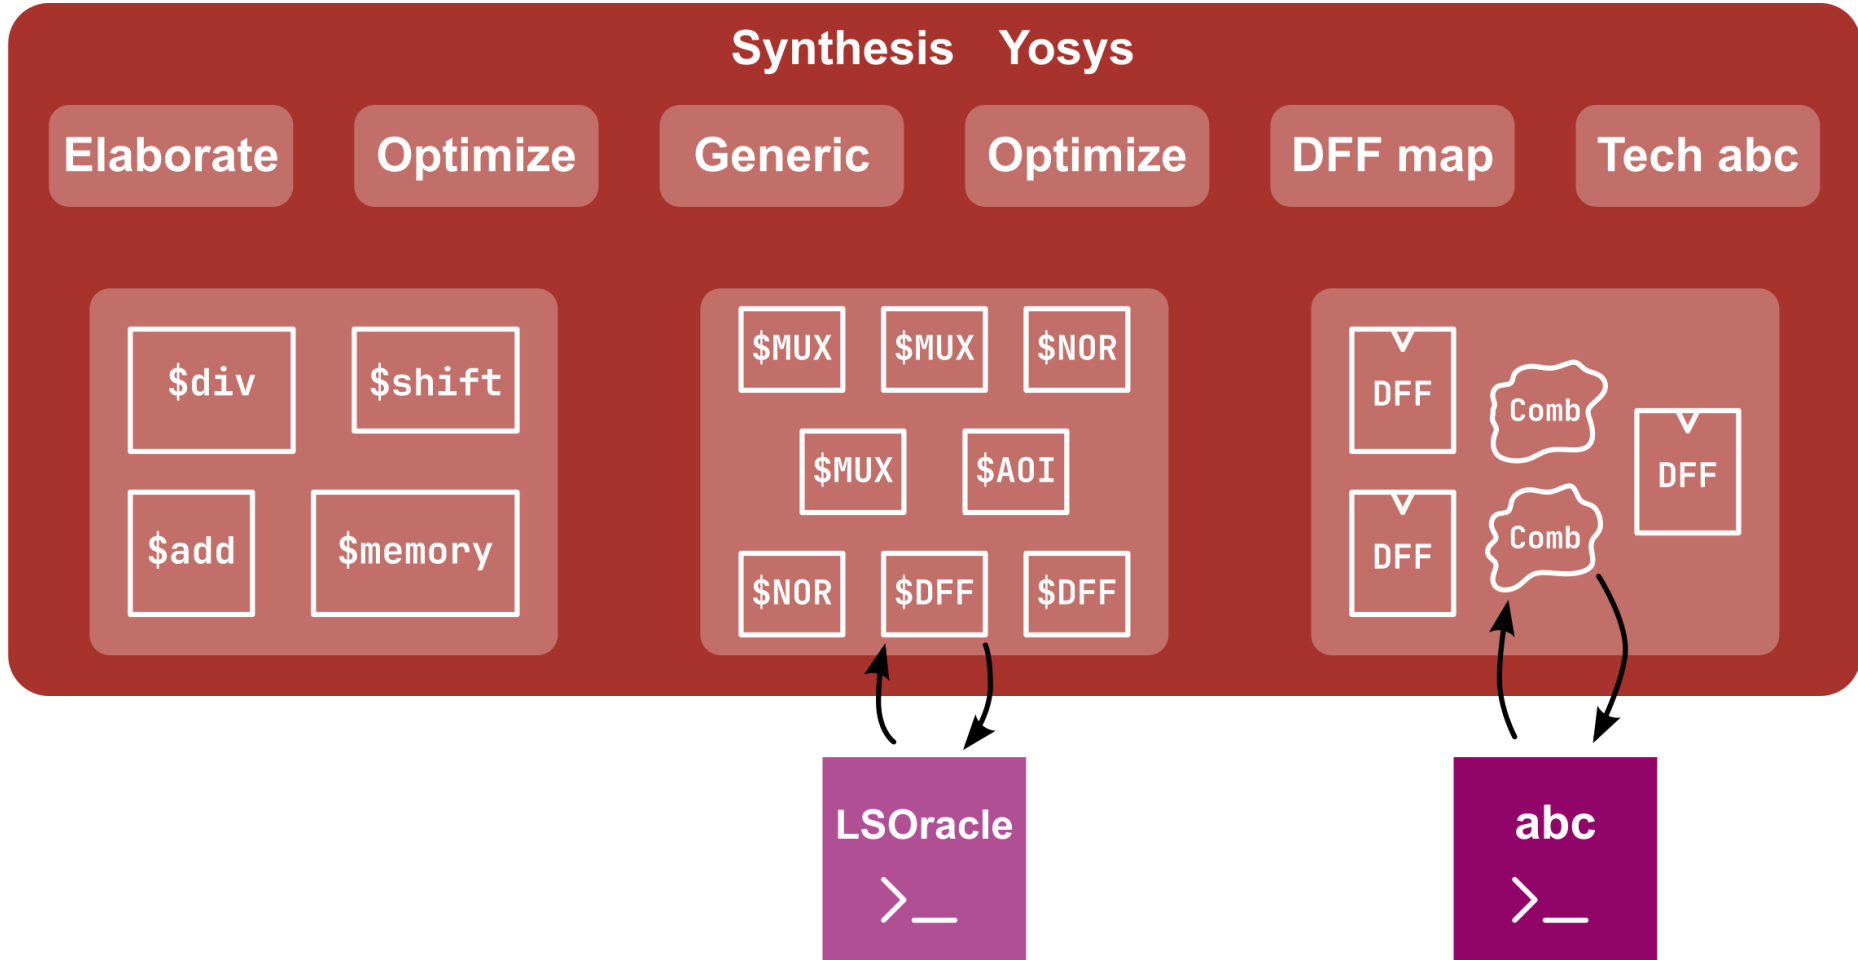 Synthesis Yosys
Elaborate
Optimize
Generic
Optimize
DFF map
Tech abc
$div
$shift
$add
$memory
$MUX
$MUX
$NOR
$MUX
$AOI
$NOR
$DFF
$DFF
DFF
Comb
DFF
DFF
Comb
LSOracle
>_
abc
>_